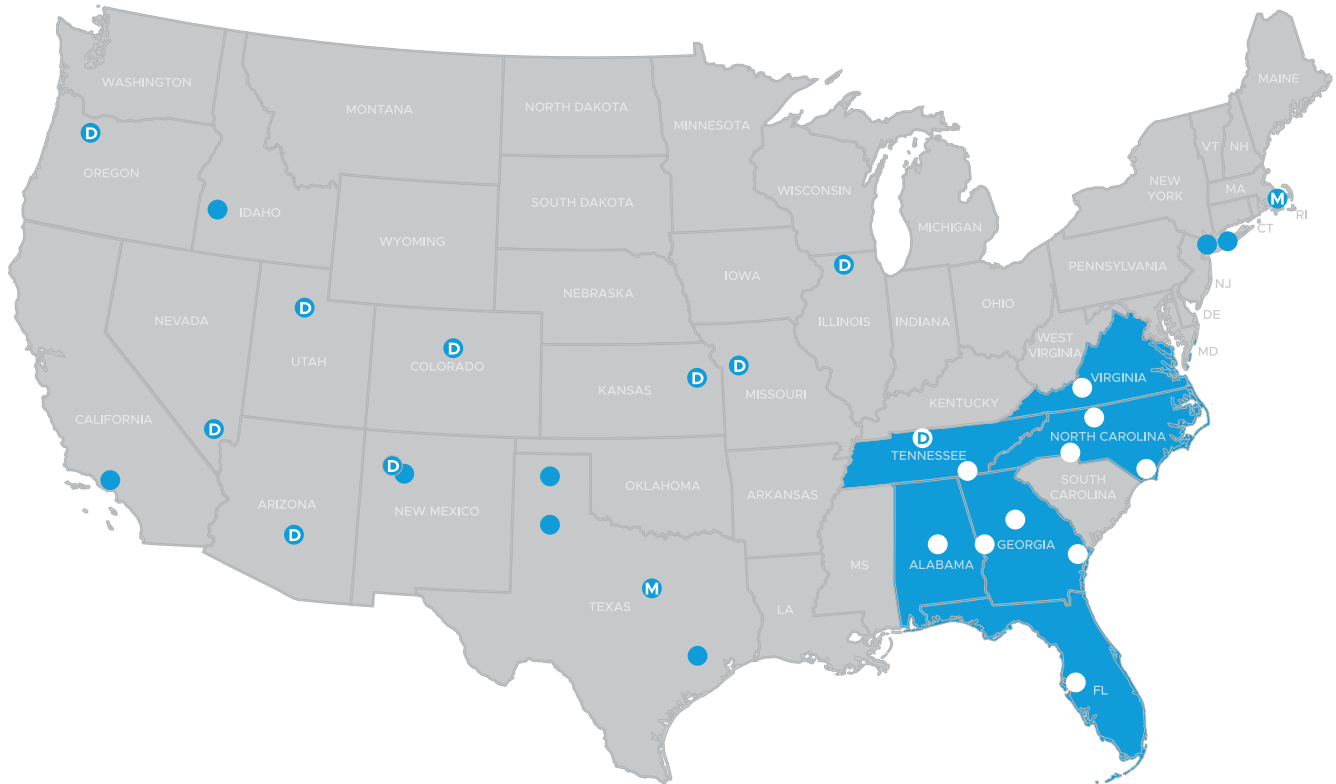 MAINE
WASHINGTON
MONTANA
NORTH DAKOTA
MINNESOTA
D
VT
NH
OREGON
WISCONSIN
NEW
YORK
MA
M
SOUTH DAKOTA
IDAHO
RI
MICHIGAN
CT
WYOMING
D
PENNSYLVANIA
IOWA
NJ
NEBRASKA
OHIO
D
DE
NEVADA
ILLINOIS
INDIANA
WEST
VIRGINIA
MD
D
UTAH
COLORADO
D
D
KANSAS
MISSOURI
VIRGINIA
KENTUCKY
CALIFORNIA
D
D
NORTH CAROLINA
TENNESSEE
D
SOUTH
CAROLINA
OKLAHOMA
ARKANSAS
ARIZONA
NEW MEXICO
D
GEORGIA
ALABAMA
MS
M
TEXAS
LA
FL